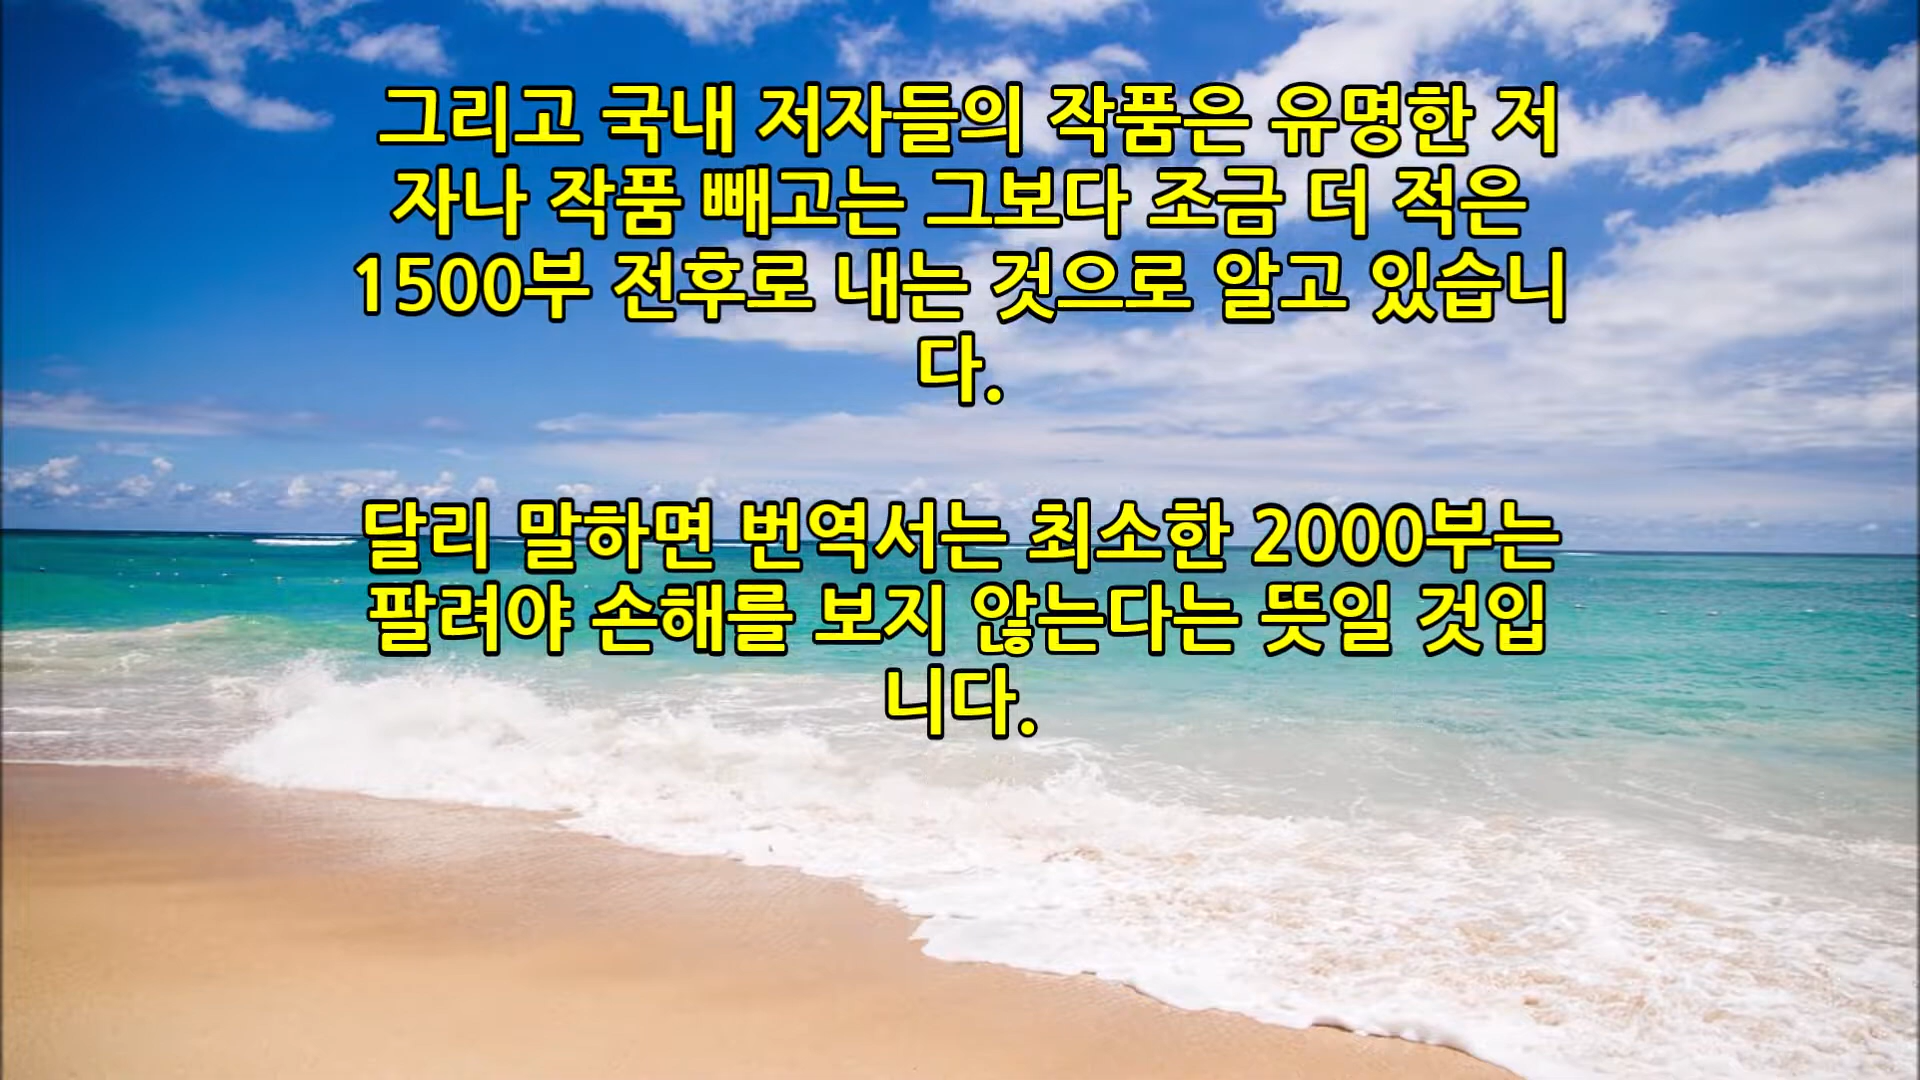 그리고 국내 저자들의 작품은 유명한 저
자나 작품 빼고는 그보다 조금 더 적은
1500부 전후로 내는 것으로 알고 있습니
다.
달리 말하면 번역서는 최소한 2000부는
팔려야 손해를 보지 않는다는 뜻일 것입
니다.